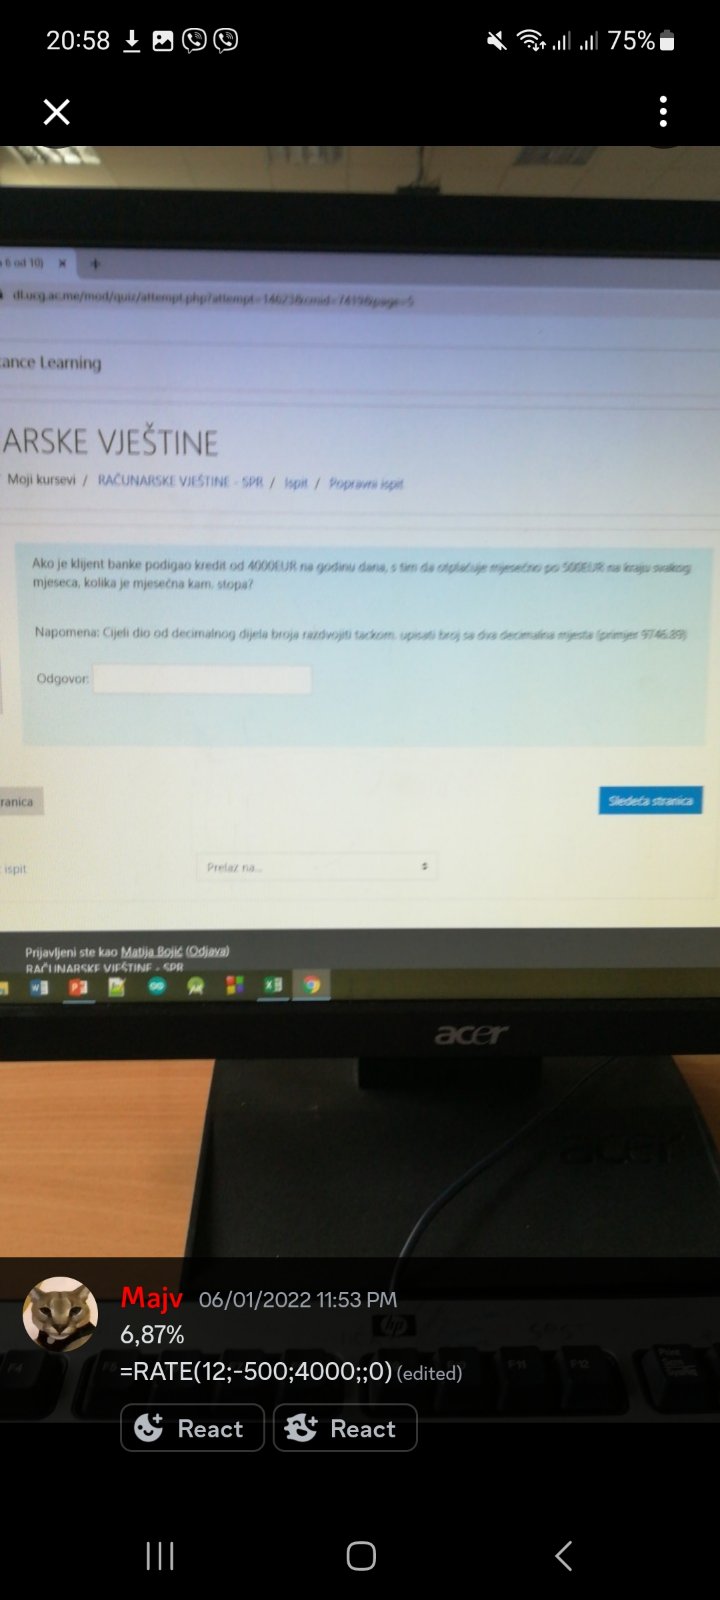 20:58 75%
6 od 10)
dl.ucg.ac.me/mod/quiz/attempt.php?attempt=14623&cmid=7419&page=5
ance Learning
ARSKE VJEŠTINE
Moji kursevi / RAČUNARSKE VJEŠTINE - SPR / Ispit / Popravni ispit
Ako je klijent banke podigao kredit od 4000EUR na godinu dana, s tim da otplaćuje mjesečno po 500EUR na kraju svakog
mjeseca, kolika je mjesečna kam. stopa?
Napomena: Cijeli dio od decimalnog dijela broja razdvojiti tackom. upisati broj sa dva decimalna mjesta (primjer 9746.89)
Odgovor:
ranica
Sledeća stranica
ispit
Prelaz na...
Prijavljeni ste kao Matija Bojić (Odjava)
RAČUNARSKE VJEŠTINE - SPR
acer
Majv 06/01/2022 11:53 PM
6,87%
=RATE(12;-500;4000;;0) (edited)
React React
hp
F4
F11
F12